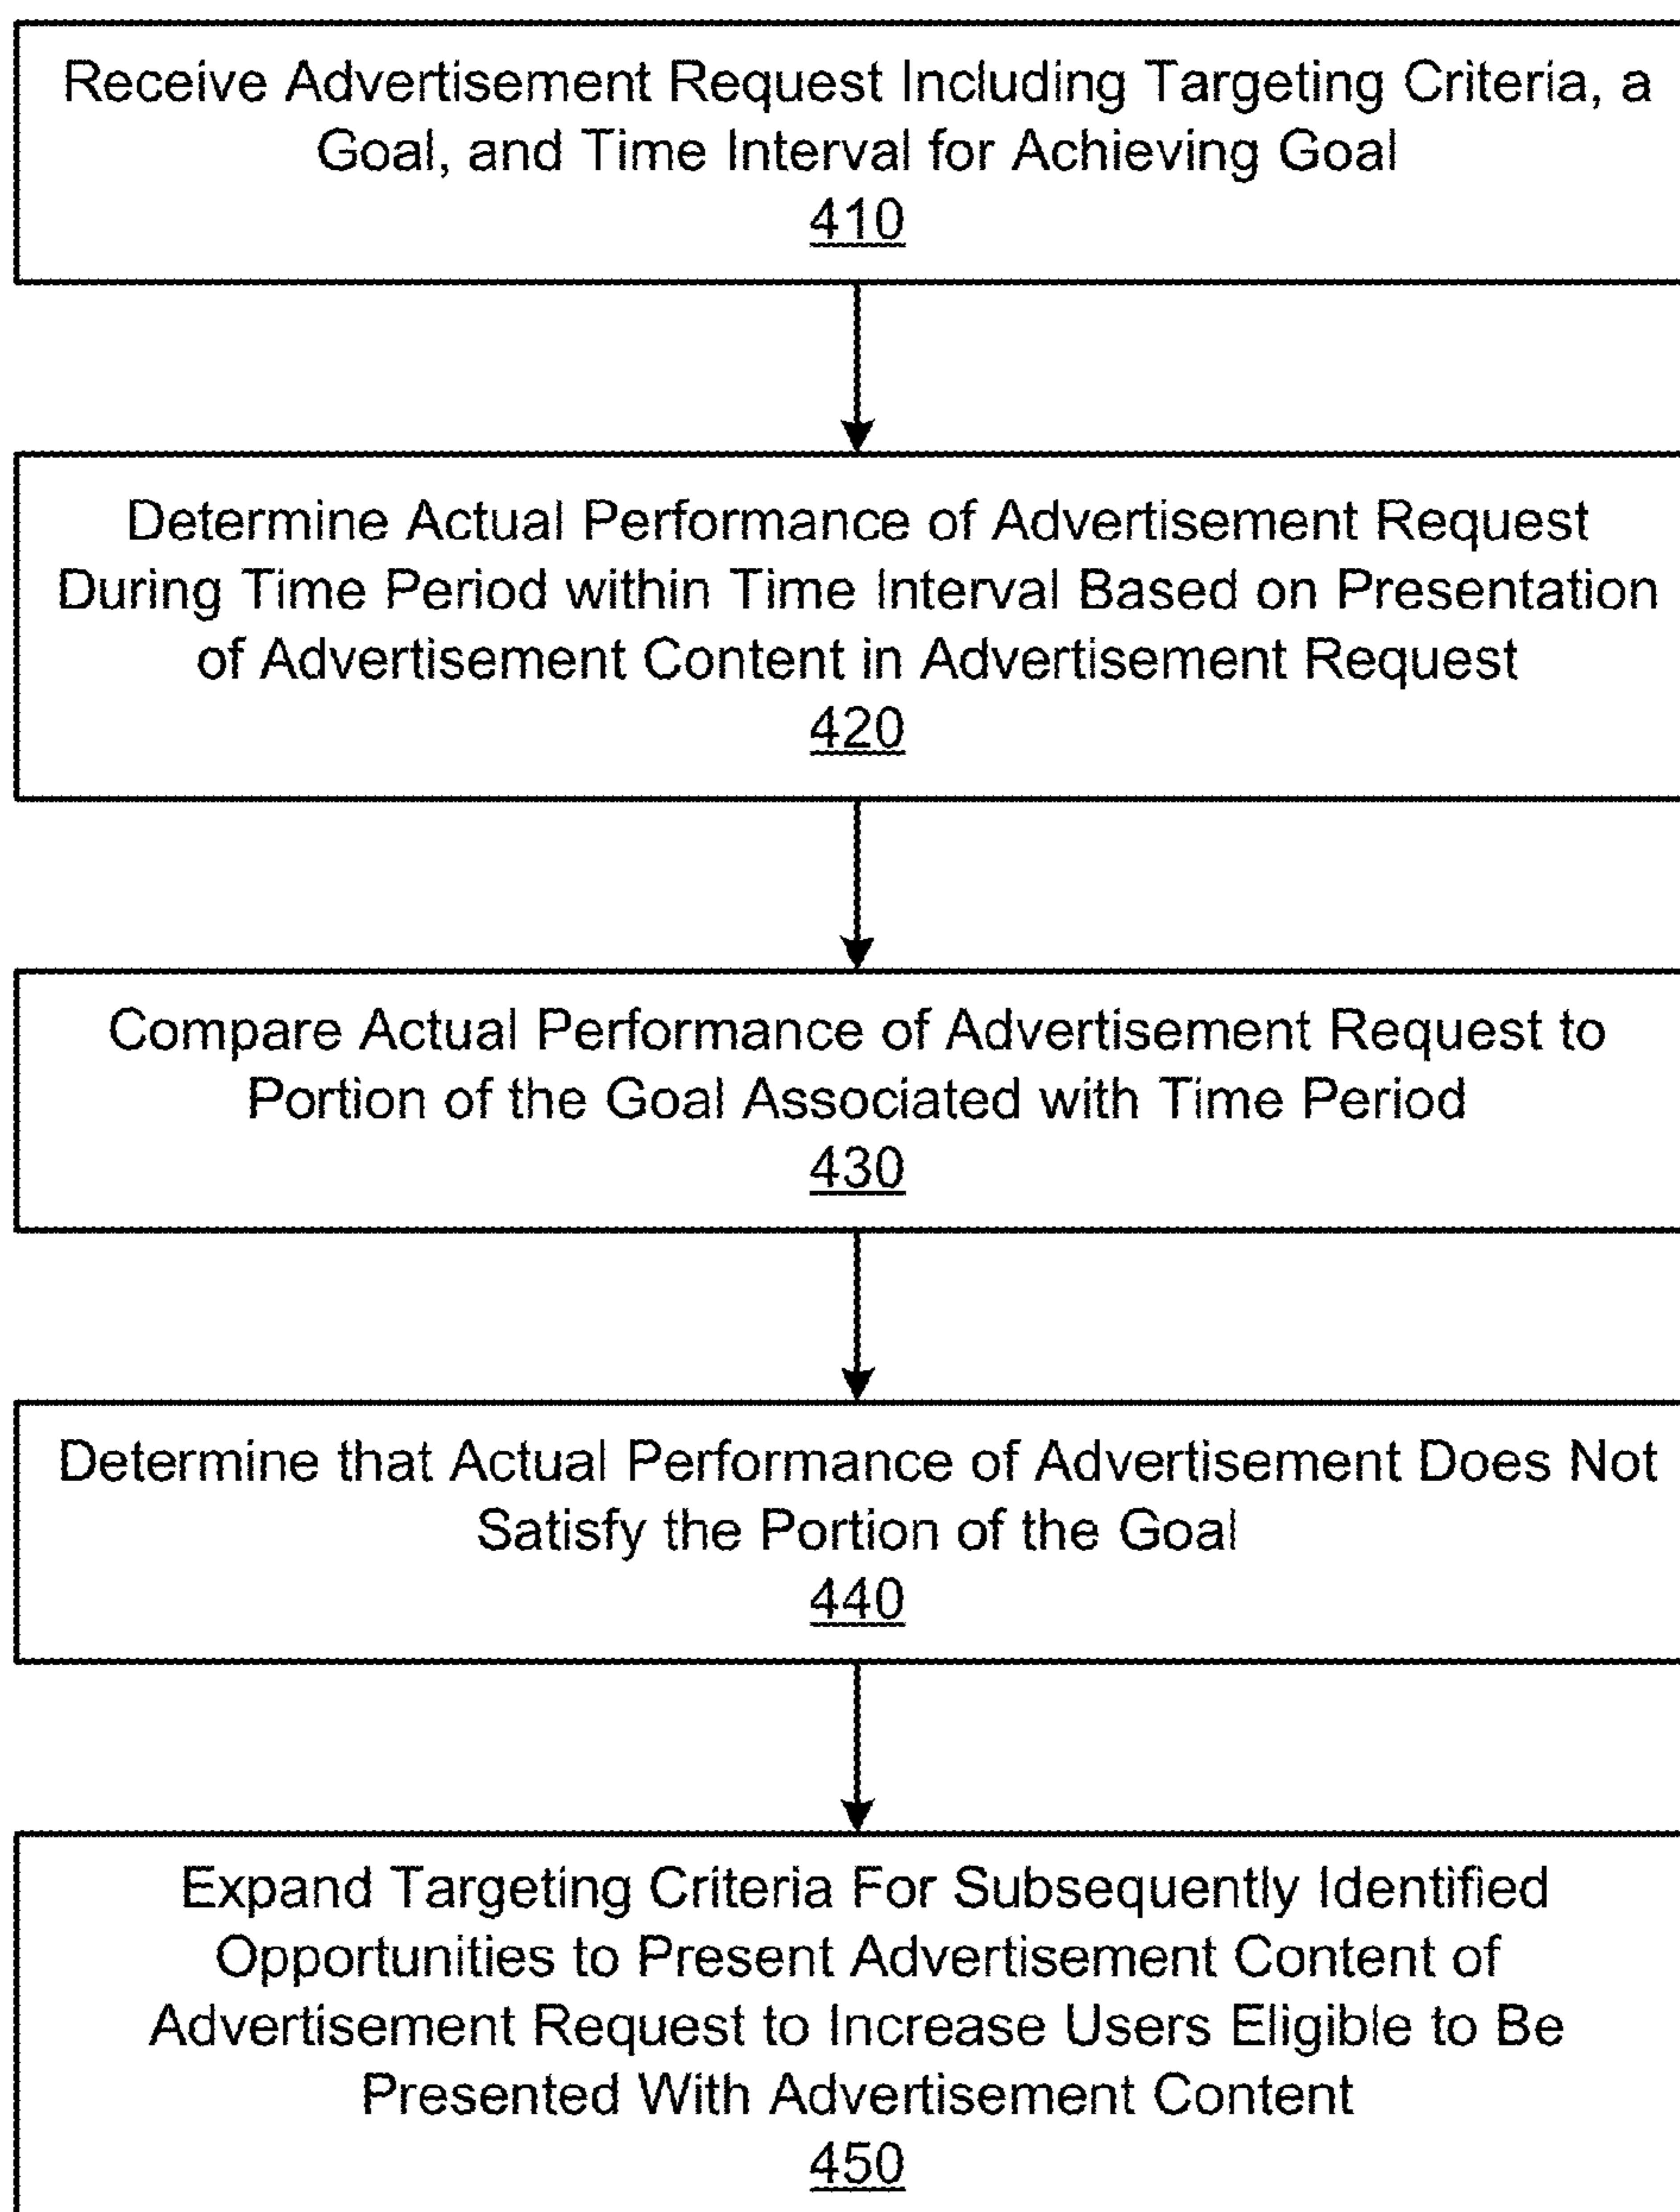 Receive Advertisement Request Including Targeting Criteria, a
Goal, and Time Interval for Achieving Goal
410
Determine Actual Performance of Advertisement Request
During Time Period within Time Interval Based on Presentation
of Advertisement Content in Advertisement Request
420
Compare Actual Performance of Advertisement Request to
Portion of the Goal Associated with Time Period
430
Determine that Actual Performance of Advertisement Does Not
Satisfy the Portion of the Goal
440
Expand Targeting Criteria For Subsequently Identified
Opportunities to Present Advertisement Content of
Advertisement Request to Increase Users Eligible to Be
Presented With Advertisement Content
450